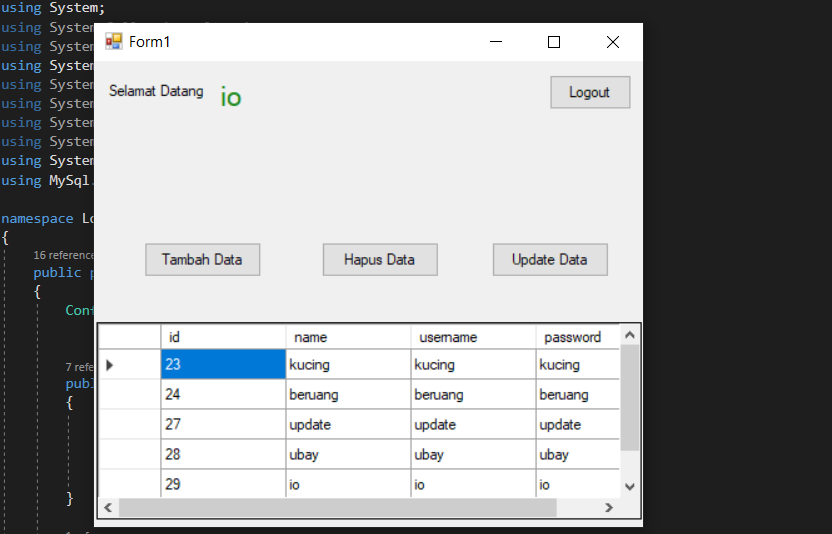 using System;
using System
using System
using System
using System
using System
using System
using System
using System
using MySql.
namespace Lo
{
16 reference
public p
{
Conf
7 refe
publ
{
}
Form1
Selamat Datang io
Logout
Tambah Data Hapus Data Update Data
id name username password
23 kucing kucing kucing
24 beruang beruang beruang
27 update update update
28 ubay ubay ubay
29 io io io